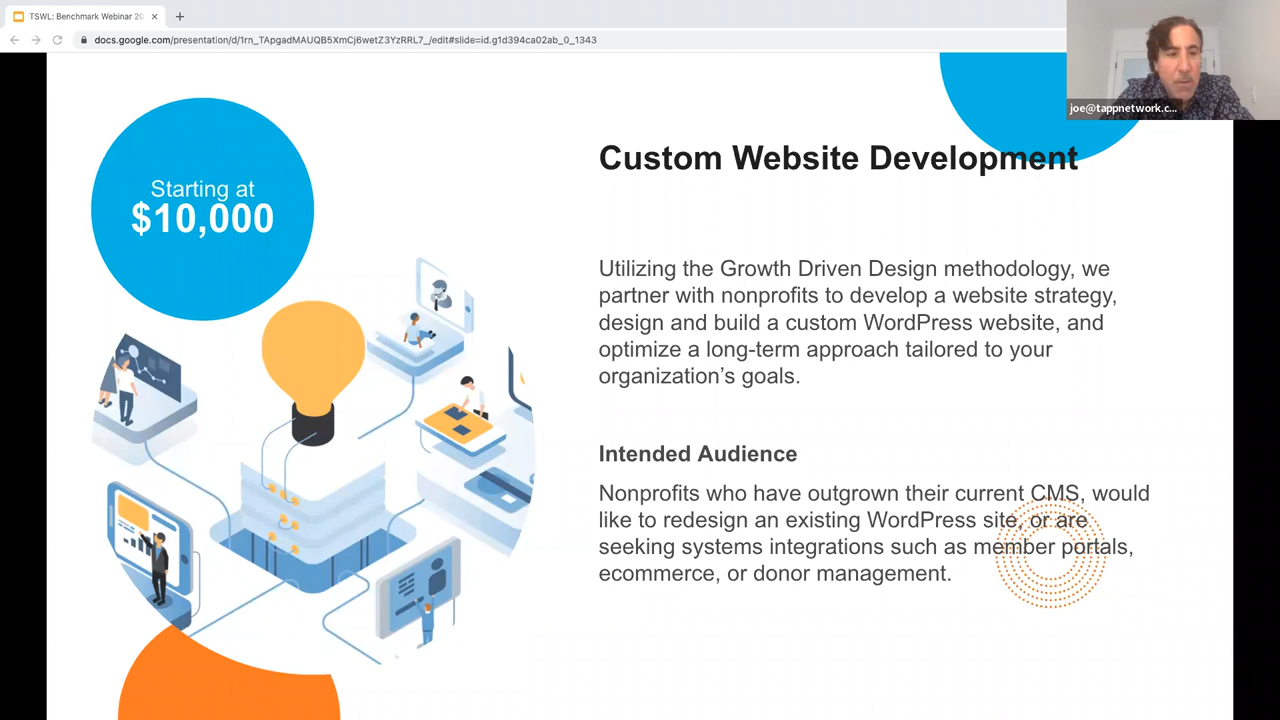 TSWL: Benchmark Webinar 20
docs.google.com/presentation/d/1rn_TApgadMAUQB5XmCj6wetZ3YzRRL7_/edit#slide=id.g1d394ca02ab_0_1343
joe@tappnetwork.c...
Starting at
$10,000
Custom Website Development
Utilizing the Growth Driven Design methodology, we
partner with nonprofits to develop a website strategy,
design and build a custom WordPress website, and
optimize a long-term approach tailored to your
organization’s goals.
Intended Audience
Nonprofits who have outgrown their current CMS, would
like to redesign an existing WordPress site, or are
seeking systems integrations such as member portals,
ecommerce, or donor management.